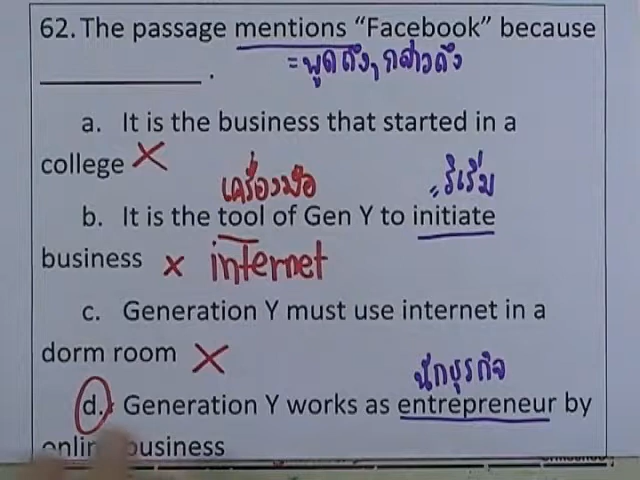 62. The passage mentions "Facebook" because
= พูดถึง, กล่าวถึง
____________ .
a. It is the business that started in a
college ×
เครื่องมือ = ริเริ่ม
b. It is the tool of Gen Y to initiate
business × internet
c. Generation Y must use internet in a
dorm room ×
นักธุรกิจ
d. Generation Y works as entrepreneur by
online business